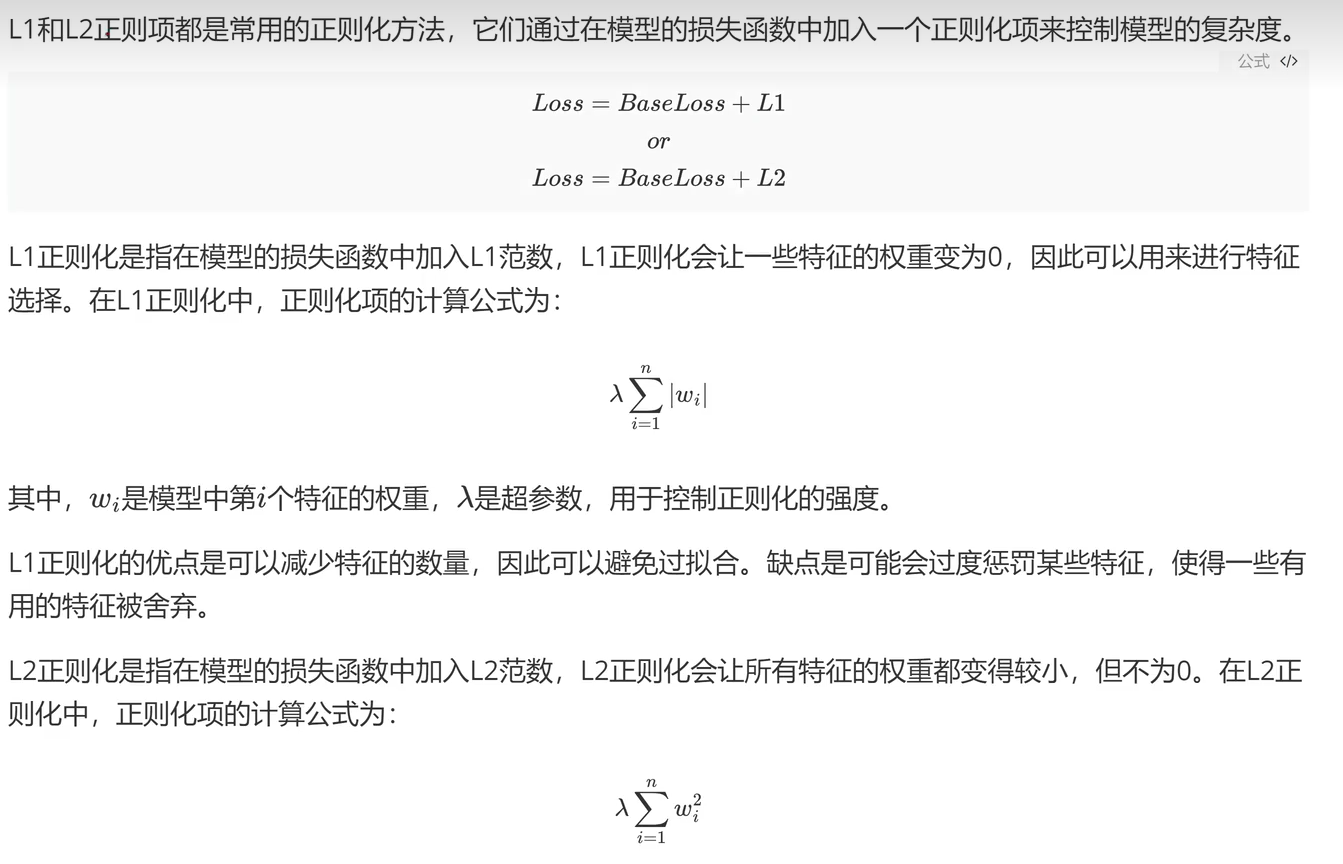 L1和L2正则项都是常用的正则化方法，它们通过在模型的损失函数中加入一个正则化项来控制模型的复杂度。
公式 </>
Loss = BaseLoss + L1
or
Loss = BaseLoss + L2
L1正则化是指在模型的损失函数中加入L1范数，L1正则化会让一些特征的权重变为0，因此可以用来进行特征
选择。在L1正则化中，正则化项的计算公式为：
λ∑_{i=1}^{n}|w_i|
其中，w_i是模型中第i个特征的权重，λ是超参数，用于控制正则化的强度。
L1正则化的优点是可以减少特征的数量，因此可以避免过拟合。缺点是可能会过度惩罚某些特征，使得一些有
用的特征被舍弃。
L2正则化是指在模型的损失函数中加入L2范数，L2正则化会让所有特征的权重都变得较小，但不为0。在L2正
则化中，正则化项的计算公式为：
λ∑_{i=1}^{n}w_i^2